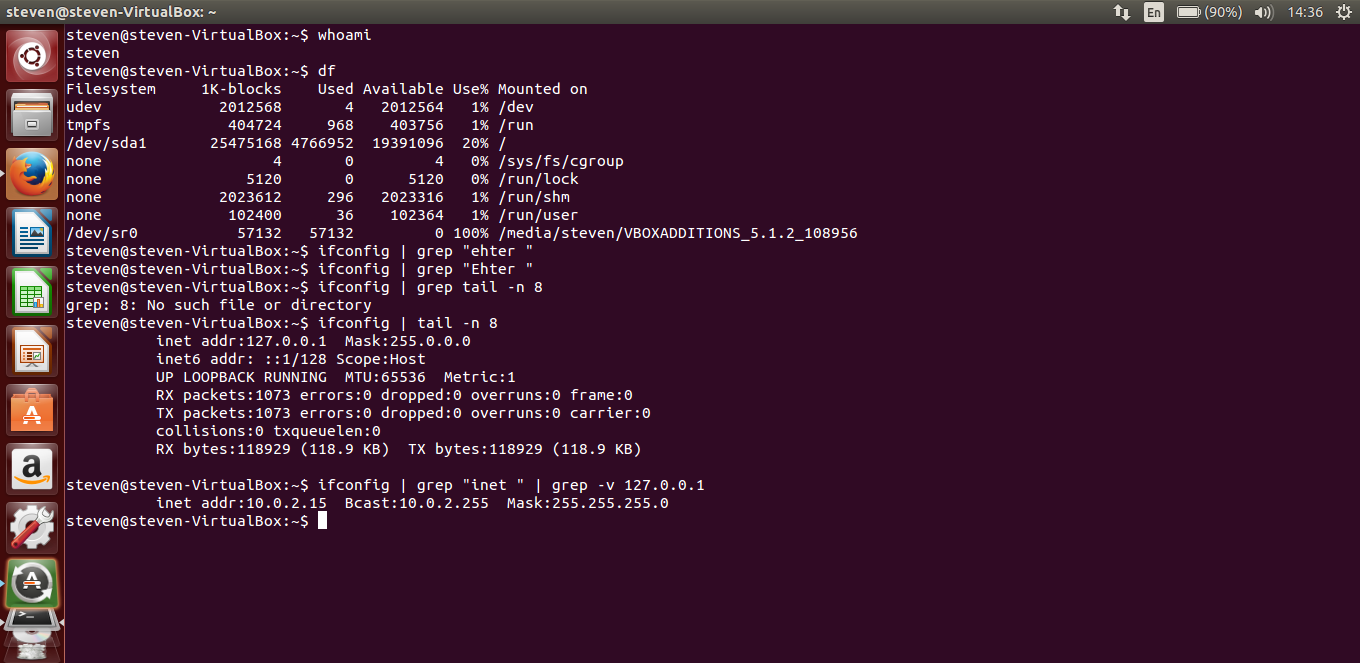 steven@steven-VirtualBox: ~
En
(90%)
14:36
steven@steven-VirtualBox:~$ whoami
steven
steven@steven-VirtualBox:~$ df
Filesystem     1K-blocks    Used Available Use% Mounted on
udev             2012568       4   2012564   1% /dev
tmpfs             404724     968    403756   1% /run
/dev/sda1       25475168 4766952  19391096  20% /
none                   4       0         4   0% /sys/fs/cgroup
none                5120       0      5120   0% /run/lock
none             2023612     296   2023316   1% /run/shm
none              102400      36    102364   1% /run/user
/dev/sr0           57132   57132         0 100% /media/steven/VBOXADDITIONS_5.1.2_108956
steven@steven-VirtualBox:~$ ifconfig | grep "ehter "
steven@steven-VirtualBox:~$ ifconfig | grep "Ehter "
steven@steven-VirtualBox:~$ ifconfig | grep tail -n 8
grep: 8: No such file or directory
steven@steven-VirtualBox:~$ ifconfig | tail -n 8
          inet addr:127.0.0.1  Mask:255.0.0.0
          inet6 addr: ::1/128 Scope:Host
          UP LOOPBACK RUNNING  MTU:65536  Metric:1
          RX packets:1073 errors:0 dropped:0 overruns:0 frame:0
          TX packets:1073 errors:0 dropped:0 overruns:0 carrier:0
          collisions:0 txqueuelen:0
          RX bytes:118929 (118.9 KB)  TX bytes:118929 (118.9 KB)
steven@steven-VirtualBox:~$ ifconfig | grep "inet " | grep -v 127.0.0.1
          inet addr:10.0.2.15  Bcast:10.0.2.255  Mask:255.255.255.0
steven@steven-VirtualBox:~$